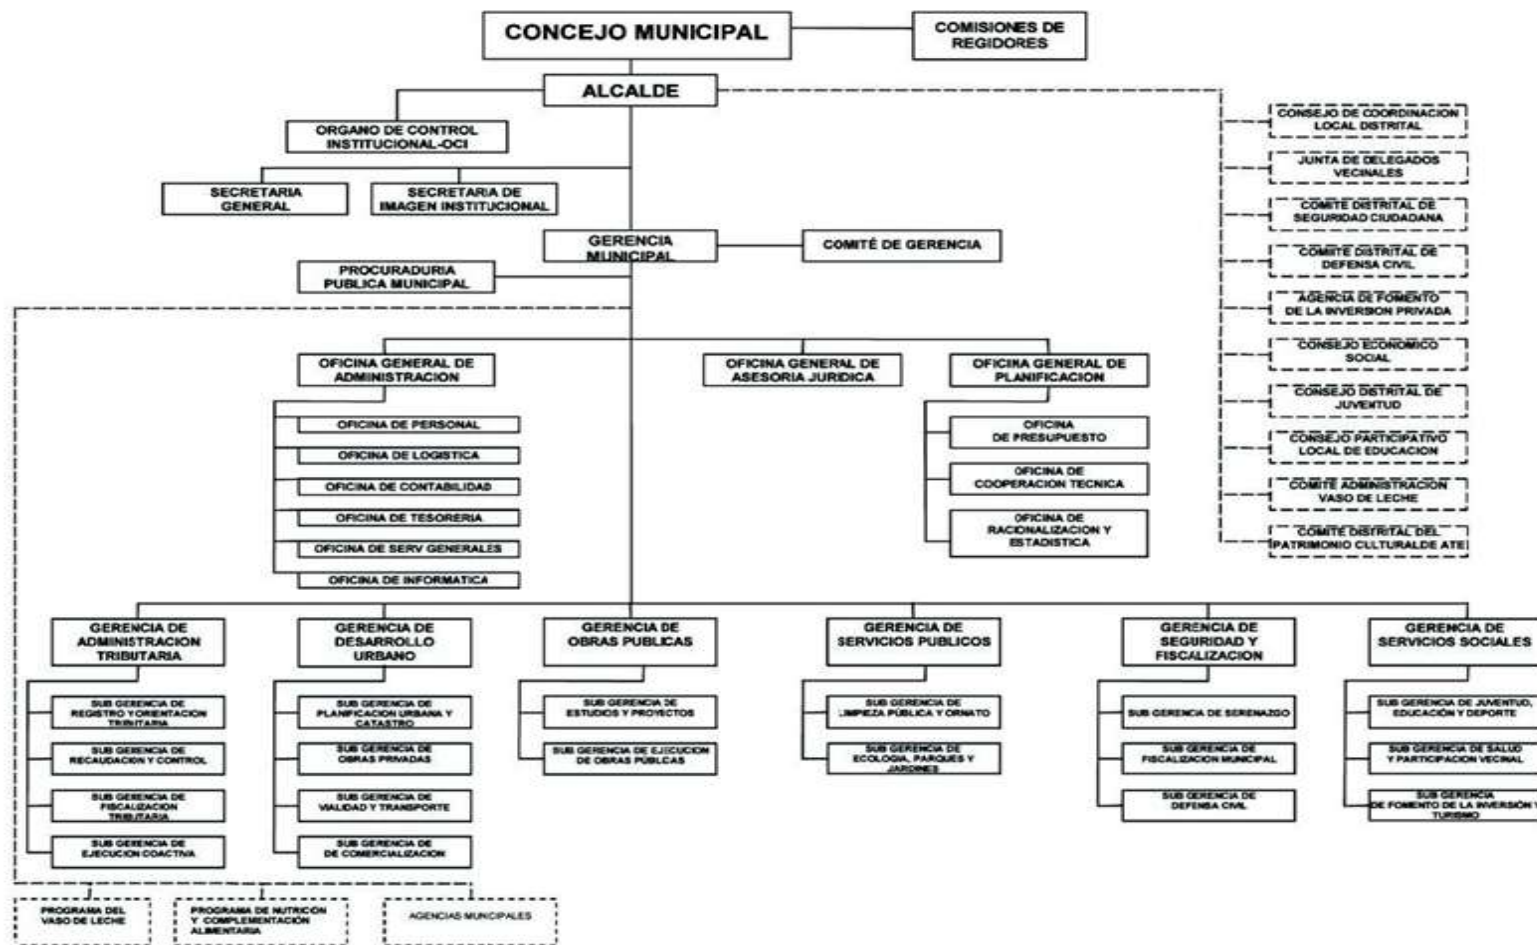 CONCEJO MUNICIPAL
COMISIONES DE
REGIDORES
ALCALDE
ORGANO DE CONTROL
INSTITUCIONAL-OCI
SECRETARIA
GENERAL
SECRETARIA DE
IMAGEN INSTITUCIONAL
GERENCIA
MUNICIPAL
COMITÉ DE GERENCIA
PROCURADURIA
PUBLICA MUNICIPAL
CONSEJO DE COORDINACION
LOCAL DISTRITAL
JUNTA DE DELEGADOS
VECINALES
COMITE DISTRITAL DE
SEGURIDAD CIUDADANA
COMITE DISTRITAL DE
DEFENSA CIVIL
AGENCIA DE FOMENTO
DE LA INVERSION PRIVADA
CONSEJO ECONOMICO
SOCIAL
CONSEJO DISTRITAL DE
JUVENTUD
CONSEJO PARTICIPATIVO
LOCAL DE EDUCACION
COMITE ADMINISTRACION
VASO DE LECHE
COMITE DISTRITAL DEL
PATRIMONIO CULTURALDE ATE
OFICINA GENERAL DE
ADMINISTRACION
OFICINA GENERAL DE
ASESORIA JURIDICA
OFICINA GENERAL DE
PLANIFICACION
OFICINA DE PERSONAL
OFICINA DE LOGISTICA
OFICINA DE CONTABILIDAD
OFICINA DE TESORERIA
OFICINA DE SERV GENERALES
OFICINA DE INFORMATICA
OFICINA
DE PRESUPUESTO
OFICINA DE
COOPERACION TECNICA
OFICINA DE
RACIONALIZACION Y
ESTADISTICA
GERENCIA DE
ADMINISTRACION
TRIBUTARIA
SUB GERENCIA DE
REGISTRO YORIENTACION
TRIBUTARIA
SUB GERENCIA DE
RECAUDACION Y CONTROL
SUB GERENCIA DE
FISCALIZACION
TRIBUTARIA
SUB GERENCIA DE
EJECUCION COACTIVA
GERENCIA DE
DESARROLLO
URBANO
SUB GERENCIA DE
PLANIFICACION URBANA Y
CATASTRO
SUB GERENCIA DE
OBRAS PRIVADAS
SUB GERENCIA DE
VIALIDAD Y TRANSPORTE
SUB GERENCIA DE
DE COMERCIALIZACION
GERENCIA DE
OBRAS PUBLICAS
SUB GERENCIA DE
ESTUDIOS Y PROYECTOS
SUB GERENCIA DE EJECUCION
DE OBRAS PÚBLCAS
GERENCIA DE
SERVICIOS PUBLICOS
SUB GERENCIA DE
LIMPIEZA PÚBLICA Y ORNATO
SUB GERENCIA DE
ECOLOGIA, PARQUES Y
JARDINES
GERENCIA DE
SEGURIDAD Y
FISCALIZACION
SUB GERENCIA DE SERENAZGO
SUB GERENCIA DE
FISCALIZACION MUNICIPAL
SUB GERENCIA DE
DEFENSA CIVIL
GERENCIA DE
SERVICIOS SOCIALES
SUB GERENCIA DE JUVENTUD,
EDUCACIÓN Y DEPORTE
SUB GERENCIA DE SALUD
Y PARTICIPACION VECINAL
SUB GERENCIA
DE FOMENTO DE LA INVERSIÓN Y
TURISMO
PROGRAMA DEL
VASO DE LECHE
PROGRAMA DE NUTRICON
Y COMPLEMENTACIÓN
ALIMENTARIA
AGENCIAS MUNICIPALES